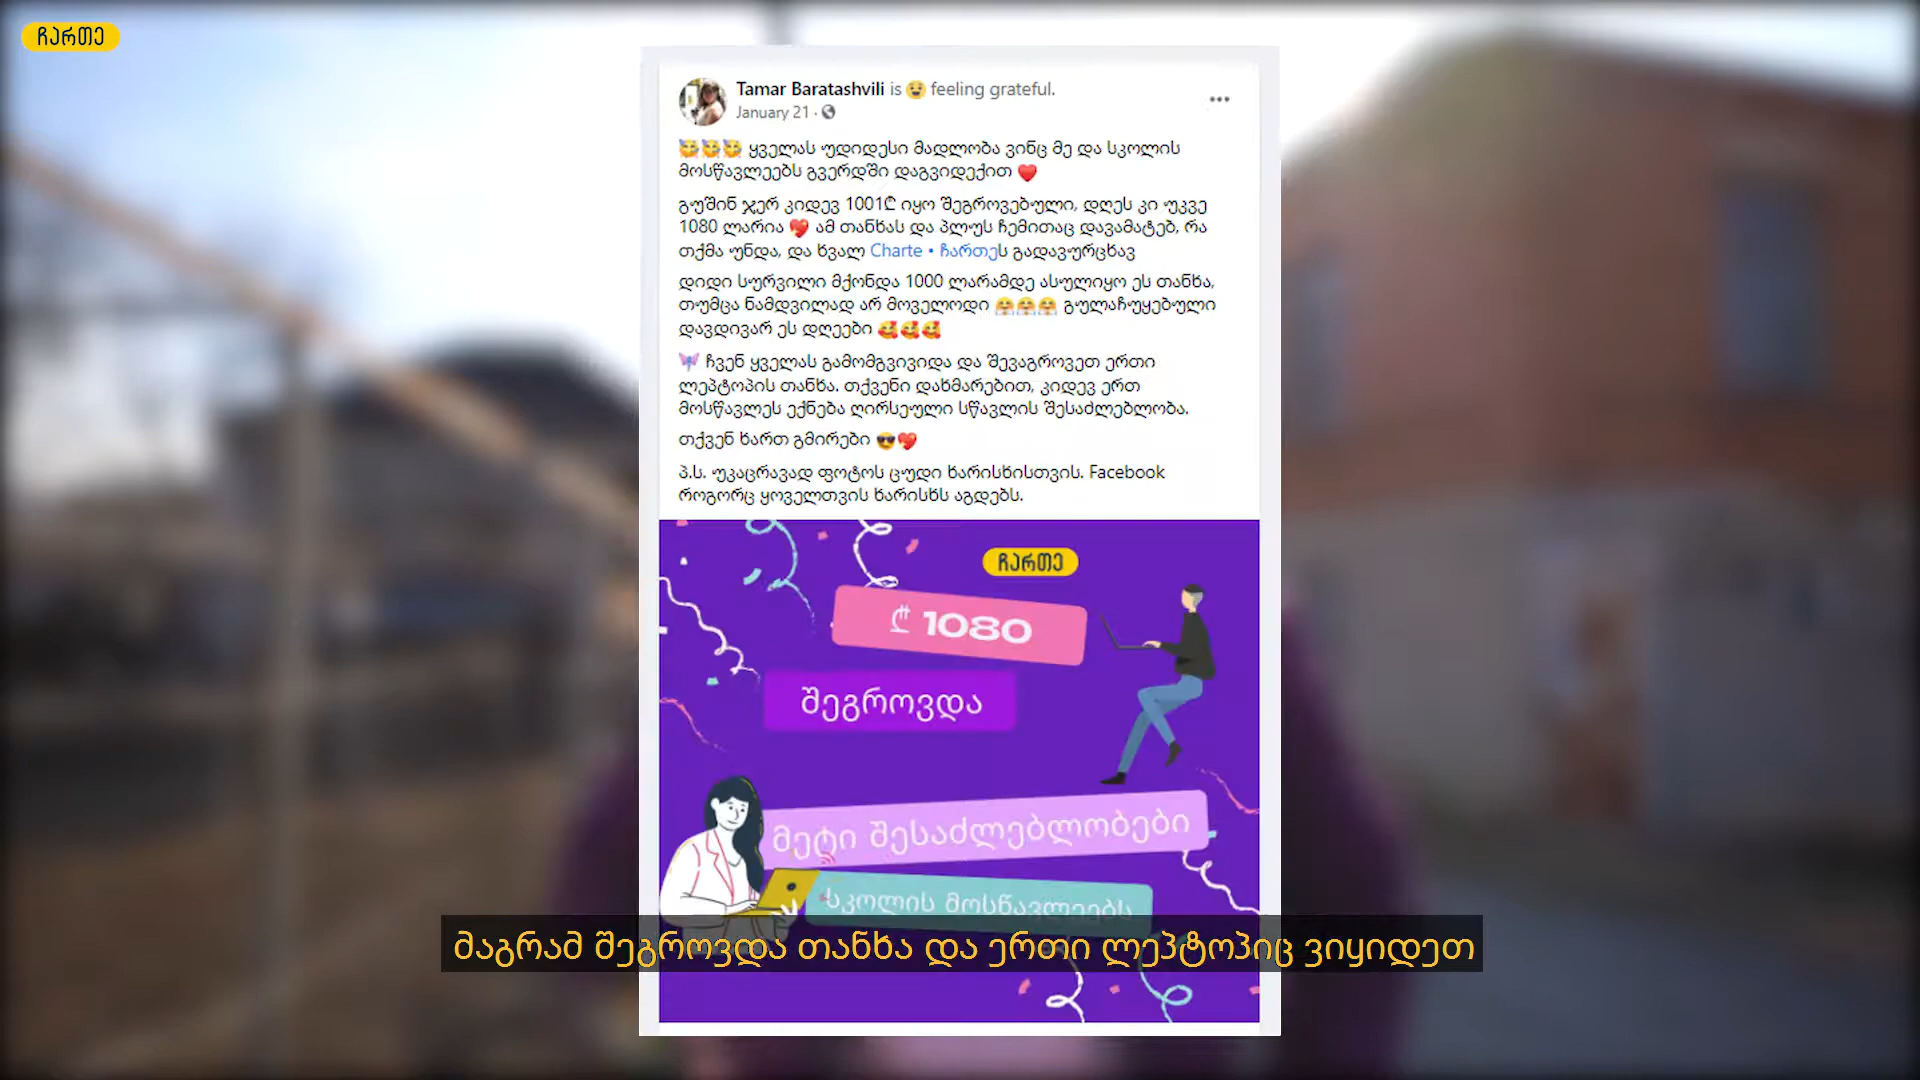 ჩართე
Tamar Baratashvili is feeling grateful.
January 21 ·
ყველას უდიდესი მადლობა ვინც მე და სკოლის
მოსწავლეებს გვერდში დაგვიდექით
გუშინ ჯერ კიდევ 1001₾ იყო შეგროვებული, დღეს კი უკვე
1080 ლარია ამ თანხას და პლუს ჩემითაც დავამატებ, რა
თქმა უნდა, და ხვალ Charte • ჩართეს გადავურცხავ
დიდი სურვილი მქონდა 1000 ლარამდე ასულიყო ეს თანხა,
თუმცა ნამდვილად არ მოველოდი გულაჩუყებული
დავდივარ ეს დღეები
ჩვენ ყველას გამომგვივიდა და შევაგროვეთ ერთი
ლეპტოპის თანხა. თქვენი დახმარებით, კიდევ ერთ
მოსწავლეს ექნება ღირსეული სწავლის შესაძლებლობა.
თქვენ ხართ გმირები
პ.ს. უკაცრავად ფოტოს ცუდი ხარისხისთვის. Facebook
როგორც ყოველთვის ხარისხს აგდებს.
ჩართე
₾ 1080
შეგროვდა
მეტი შესაძლებლობები
სკოლის მოსწავლეებს
მაგრამ შეგროვდა თანხა და ერთი ლეპტოპიც ვიყიდეთ